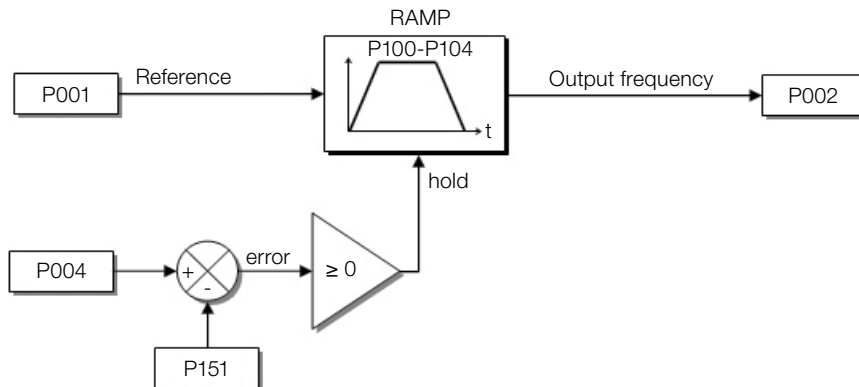 RAMP
P100-P104
P001
Reference
t
Output frequency
P002
hold
P004
+
-
error
≥ 0
P151